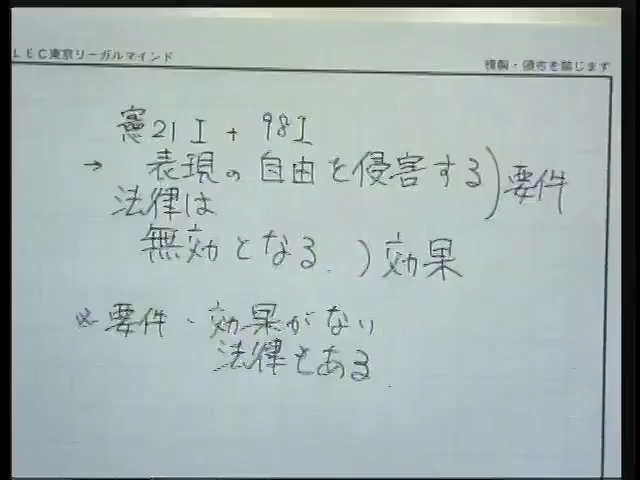 LEC東京リーガルマインド
複製・頒布を禁じます
憲21Ⅰ + 98Ⅰ
→ 表現の自由を侵害する
法律は
)要件
無効となる. )効果
※要件・効果がない
法律もある